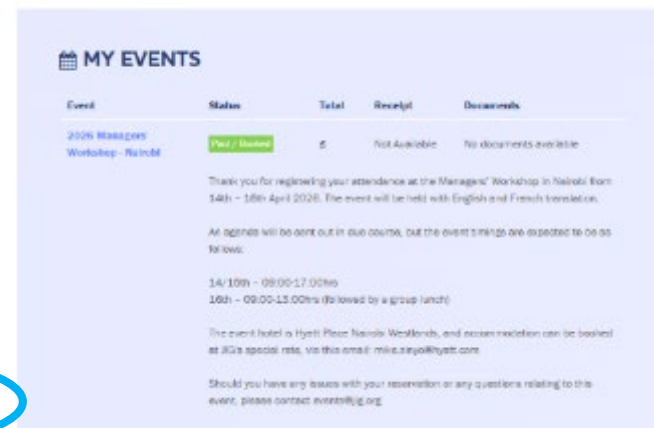 MY EVENTS
Event Status Total Receipt Documents
2026 Managers' Paid / Booked Not Available No documents available
Workshop - Nairobi
Thank you for registering your attendance at the Managers' Workshop in Nairobi from
14th - 16th April 2026. The event will be held with English and French translation.
An agenda will be sent out in due course, but the event timings are expected to be as
follows:
14/15th - 09:00-17:00hrs
16th - 09:00-13:00hrs (followed by a group lunch)
The event hotel is Hyatt Place Nairobi Westlands, and accommodation can be booked
at JIG's special rate, via this email:
Should you have any issues with your reservation or any questions relating to this
event, please contact events@jig.org